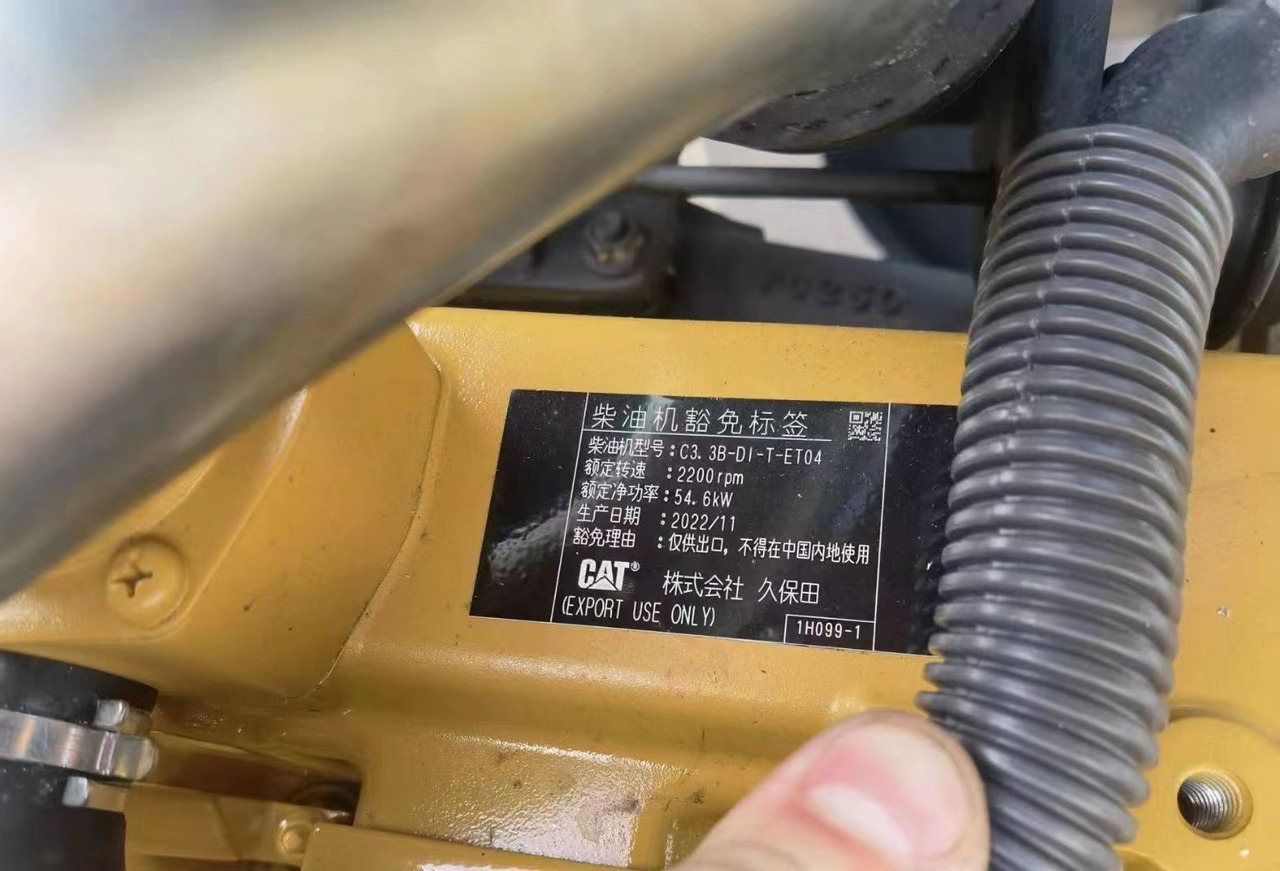 柴油机豁免标签
柴油机型号:C3.3B-DI-T-ET04
额定转速 :2200rpm
额定净功率:54.6kW
生产日期 :2022/11
豁免理由 :仅供出口,不得在中国内地使用
CAT®
株式会社 久保田
(EXPORT USE ONLY)
1H099-1